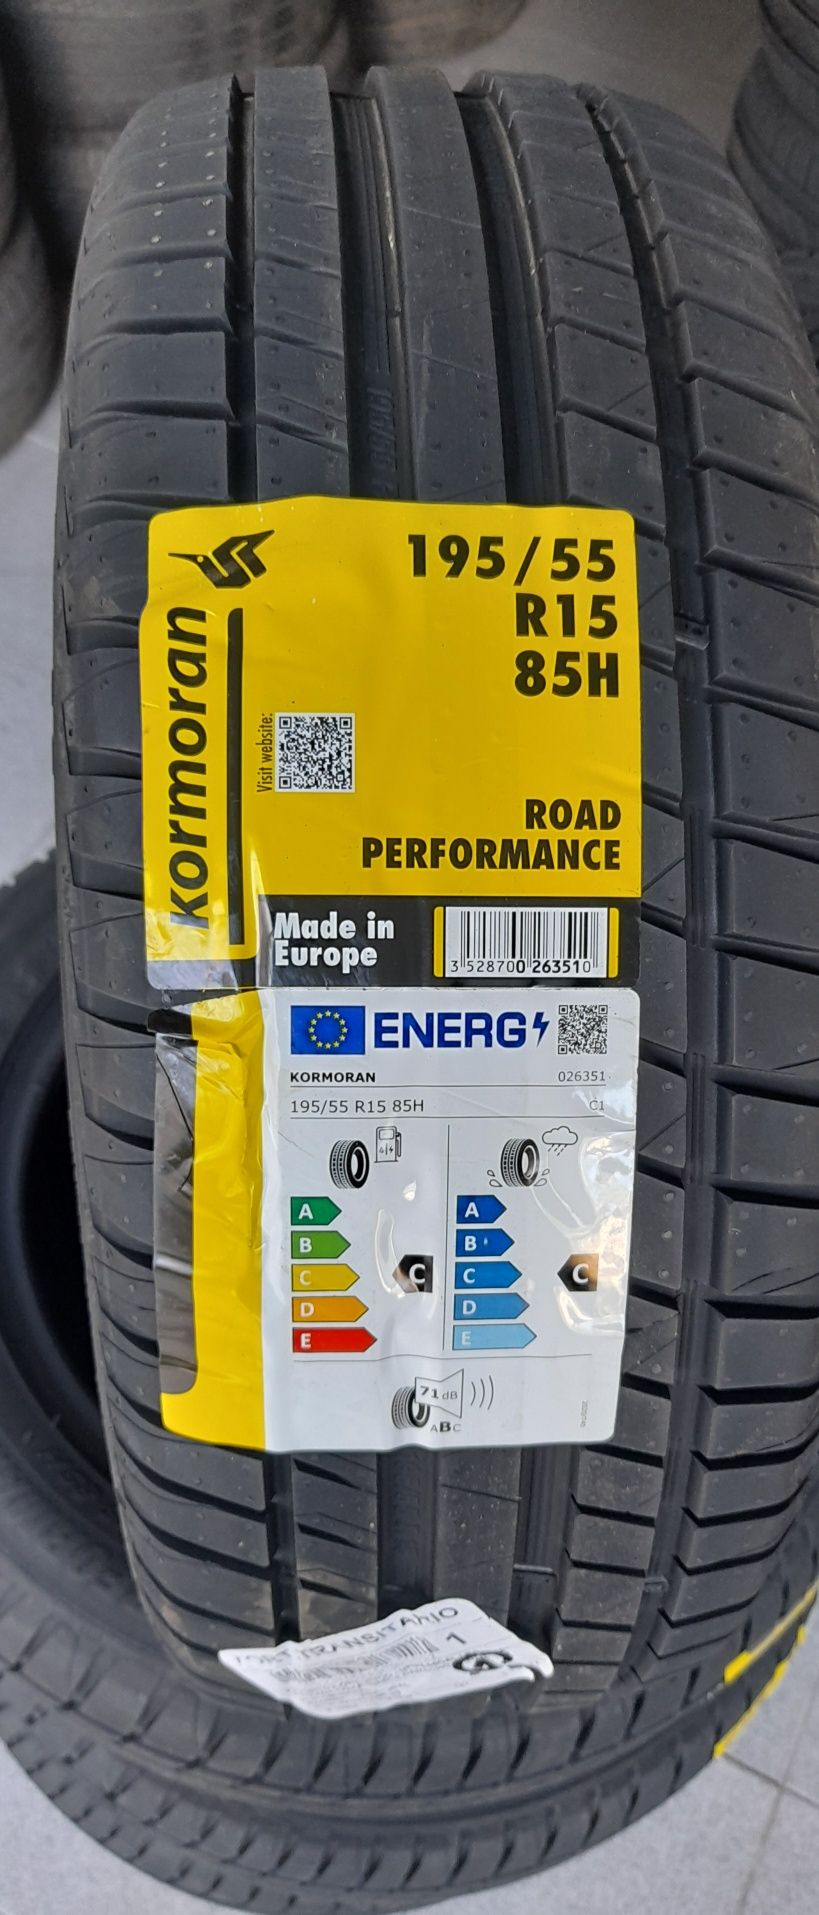 195/55
R15
85H
kormoran
Visit website:
ROAD
PERFORMANCE
Made in
Europe
3 528700 263510
ENERG
KORMORAN 026351
195/55 R15 85H C1
A
B
C
D
E
C
A
B
C
D
E
C
71 dB
ABC
TRANSITÁRIO
1